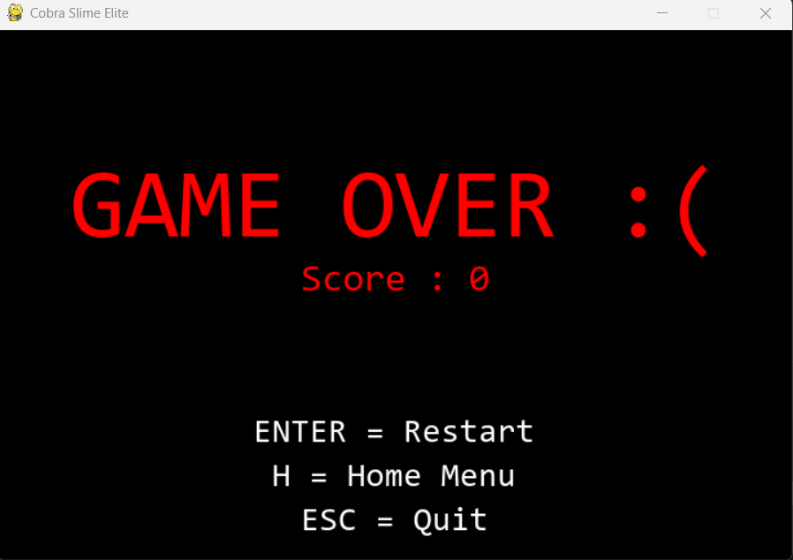 Cobra Slime Elite
GAME OVER :(
Score : 0
ENTER = Restart
H = Home Menu
ESC = Quit